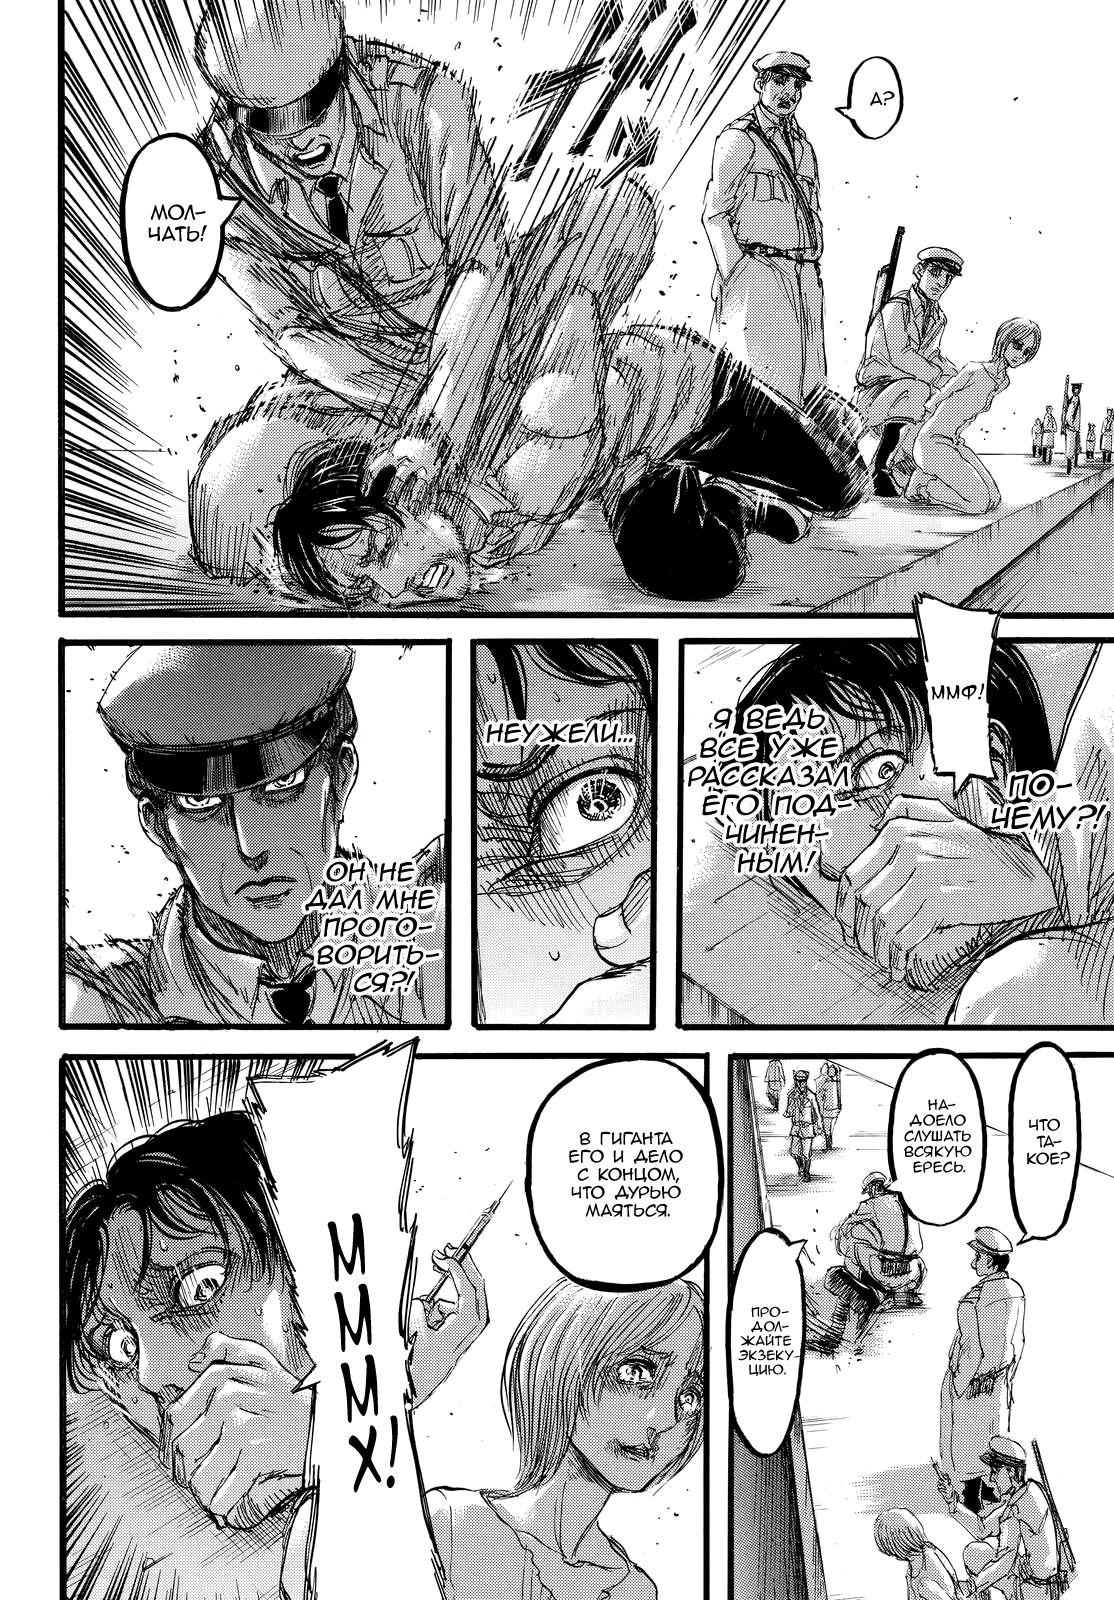 А?
МОЛ-
ЧАТЬ!
ММФ!
ПО-
ЧЕМУ?!
Я ВЕДЬ
ВСЕ УЖЕ
РАССКАЗАЛ
ЕГО ПОД-
ЧИНЕН-
НЫМ!
НЕУЖЕЛИ...
ОН НЕ
ДАЛ МНЕ
ПРОГО-
ВОРИТЬ-
СЯ?!
ЧТО
ТА-
КОЕ?
НА-
ДОЕЛО
СЛУШАТЬ
ВСЯКУЮ
ЕРЕСЬ.
ПРО-
ДОЛ-
ЖАЙТЕ
ЭКЗЕКУ-
ЦИЮ.
В ГИГАНТА
ЕГО И ДЕЛО
С КОНЦОМ,
ЧТО ДУРЬЮ
МАЯТЬСЯ.
МММХ!